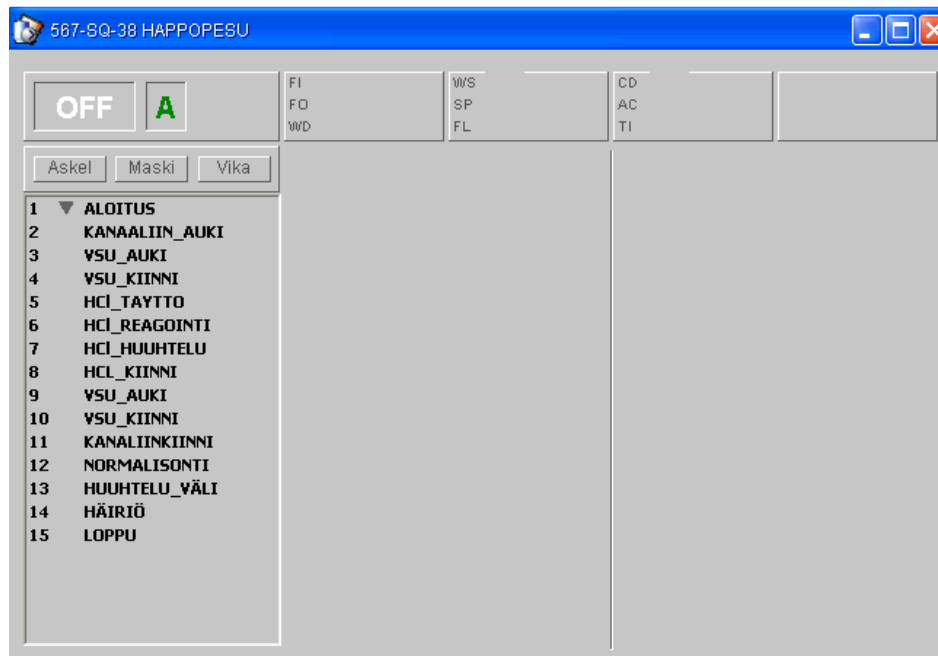 567-SQ-38 HAPPOPESU
OFF A
FI
FO
WD
WS
SP
FL
CD
AC
TI
Askel Maski Vika
1 ALOITUS
2 KANAALIIN_AUKI
3 VSU_AUKI
4 VSU_KIINNI
5 HCl_TAYTTO
6 HCl_REAGOINTI
7 HCl_HUUHTELU
8 HCL_KIINNI
9 VSU_AUKI
10 VSU_KIINNI
11 KANALIINKIINNI
12 NORMALISONTI
13 HUUHTELU_VÄLI
14 HÄIRIÖ
15 LOPPU